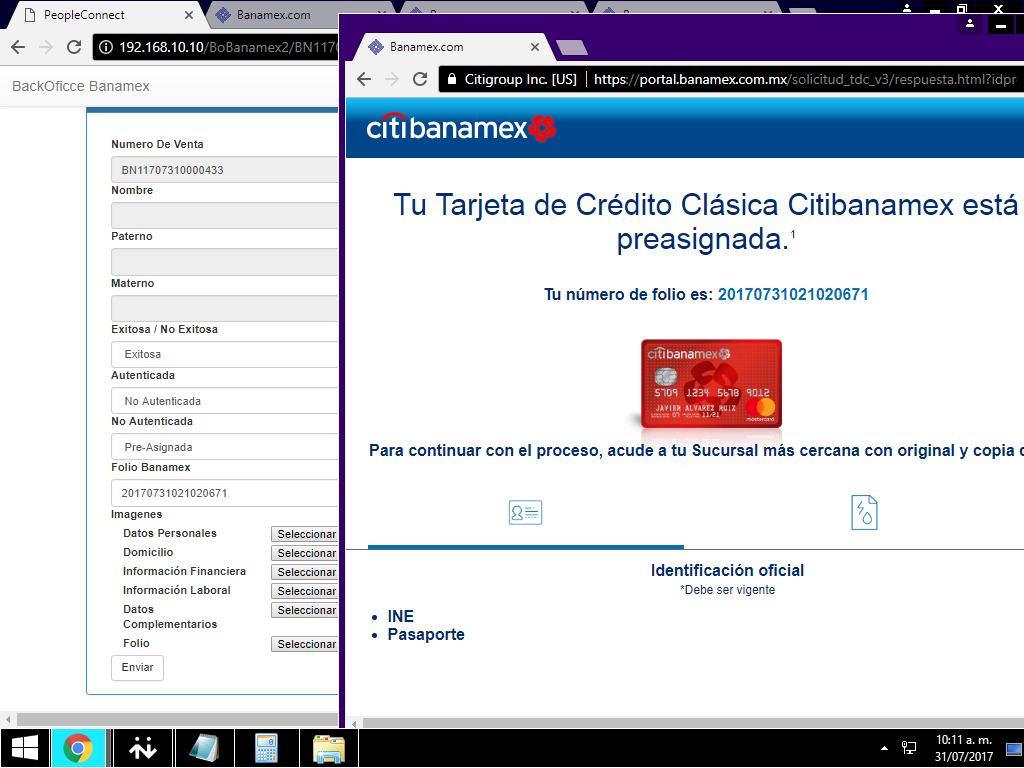 PeopleConnect
Banamex.com
192.168.10.10/BoBanamex2/BN1170
BackOficce Banamex
Numero De Venta
BN11707310000433
Nombre
Paterno
Materno
Exitosa / No Exitosa
Exitosa
Autenticada
No Autenticada
No Autenticada
Pre-Asignada
Folio Banamex
20170731021020671
Imagenes
Datos Personales
Seleccionar
Domicilio
Seleccionar
Información Financiera
Seleccionar
Información Laboral
Seleccionar
Datos
Complementarios
Seleccionar
Folio
Seleccionar
Enviar
Banamex.com
Citigroup Inc. [US]
https://portal.banamex.com.mx/solicitud_tdc_v3/respuesta.html?idpr
citibanamex
Tu Tarjeta de Crédito Clásica Citibanamex está
preasignada.1
Tu número de folio es: 20170731021020671
citibanamex
5709 1234 5678 9012
JAVIER ALVAREZ RUIZ
07 11/21
mastercard
Para continuar con el proceso, acude a tu Sucursal más cercana con original y copia
Identificación oficial
*Debe ser vigente
• INE
• Pasaporte
10:11 a. m.
31/07/2017